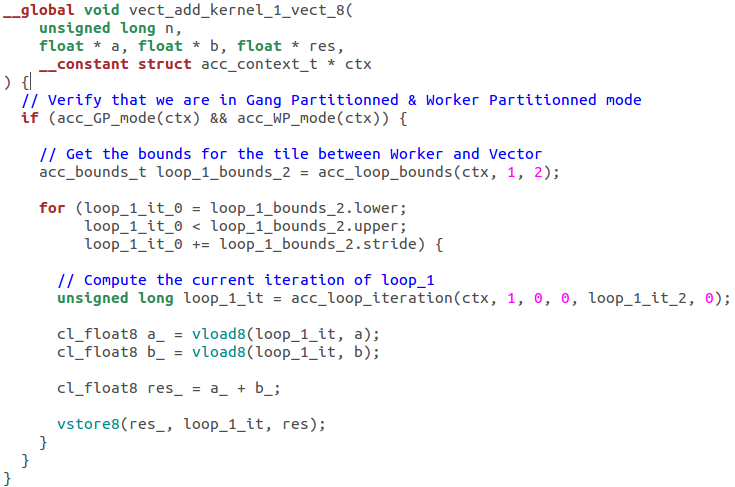 __global void vect_add_kernel_1_vect_8(
    unsigned long n,
    float * a, float * b, float * res,
    __constant struct acc_context_t * ctx
) {
  // Verify that we are in Gang Partitionned & Worker Partitionned mode
  if (acc_GP_mode(ctx) && acc_WP_mode(ctx)) {

    // Get the bounds for the tile between Worker and Vector
    acc_bounds_t loop_1_bounds_2 = acc_loop_bounds(ctx, 1, 2);

    for (loop_1_it_0 = loop_1_bounds_2.lower;
         loop_1_it_0 < loop_1_bounds_2.upper;
         loop_1_it_0 += loop_1_bounds_2.stride) {

      // Compute the current iteration of loop_1
      unsigned long loop_1_it = acc_loop_iteration(ctx, 1, 0, 0, loop_1_it_2, 0);

      cl_float8 a_ = vload8(loop_1_it, a);
      cl_float8 b_ = vload8(loop_1_it, b);

      cl_float8 res_ = a_ + b_;

      vstore8(res_, loop_1_it, res);
    }
  }
}